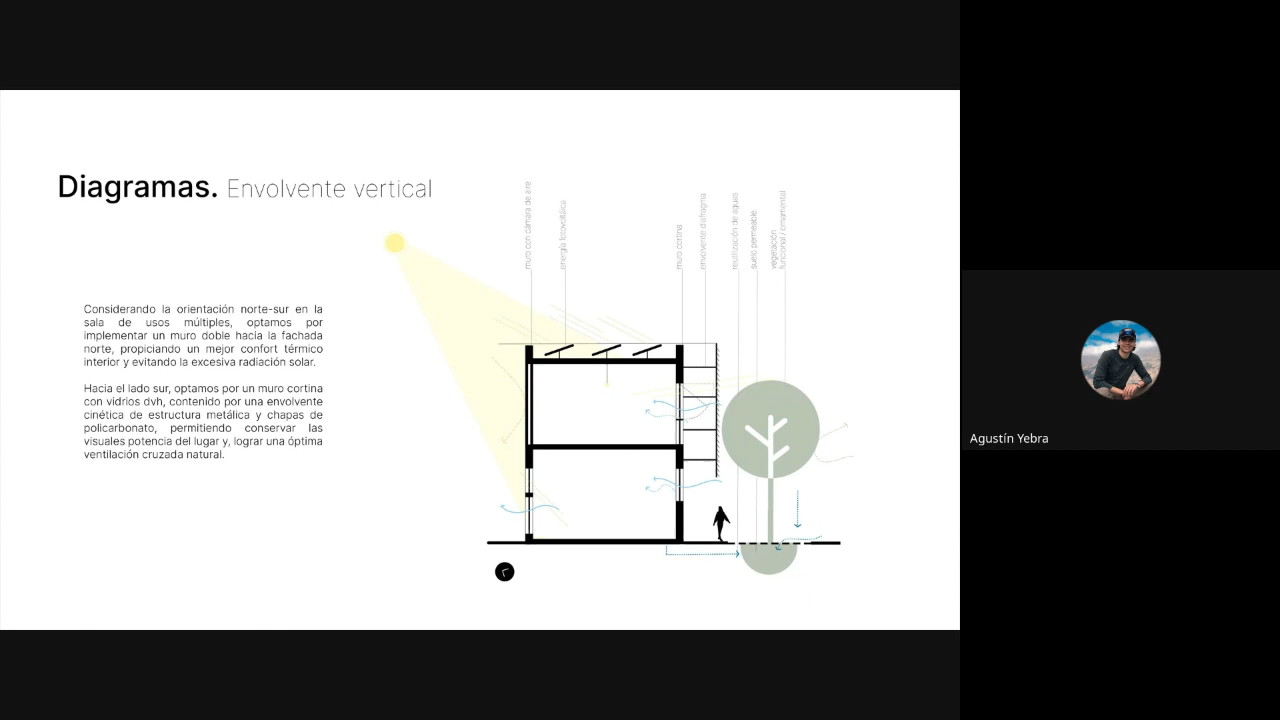 Diagramas. Envolvente vertical
Considerando la orientación norte-sur en la
sala de usos múltiples, optamos por
implementar un muro doble hacia la fachada
norte, propiciando un mejor confort térmico
interior y evitando la excesiva radiación solar.
Hacia el lado sur, optamos por un muro cortina
con vidrios dvh, contenido por una envolvente
cinética de estructura metálica y chapas de
policarbonato, permitiendo conservar las
visuales potencia del lugar y, lograr una óptima
ventilación cruzada natural.
muro con cámara de aire
energía fotovoltáica
muro cortina
envolvente diafragma
reutilización de aguas
suelo permeable
vegetación
funcional / ornamental
Agustín Yebra